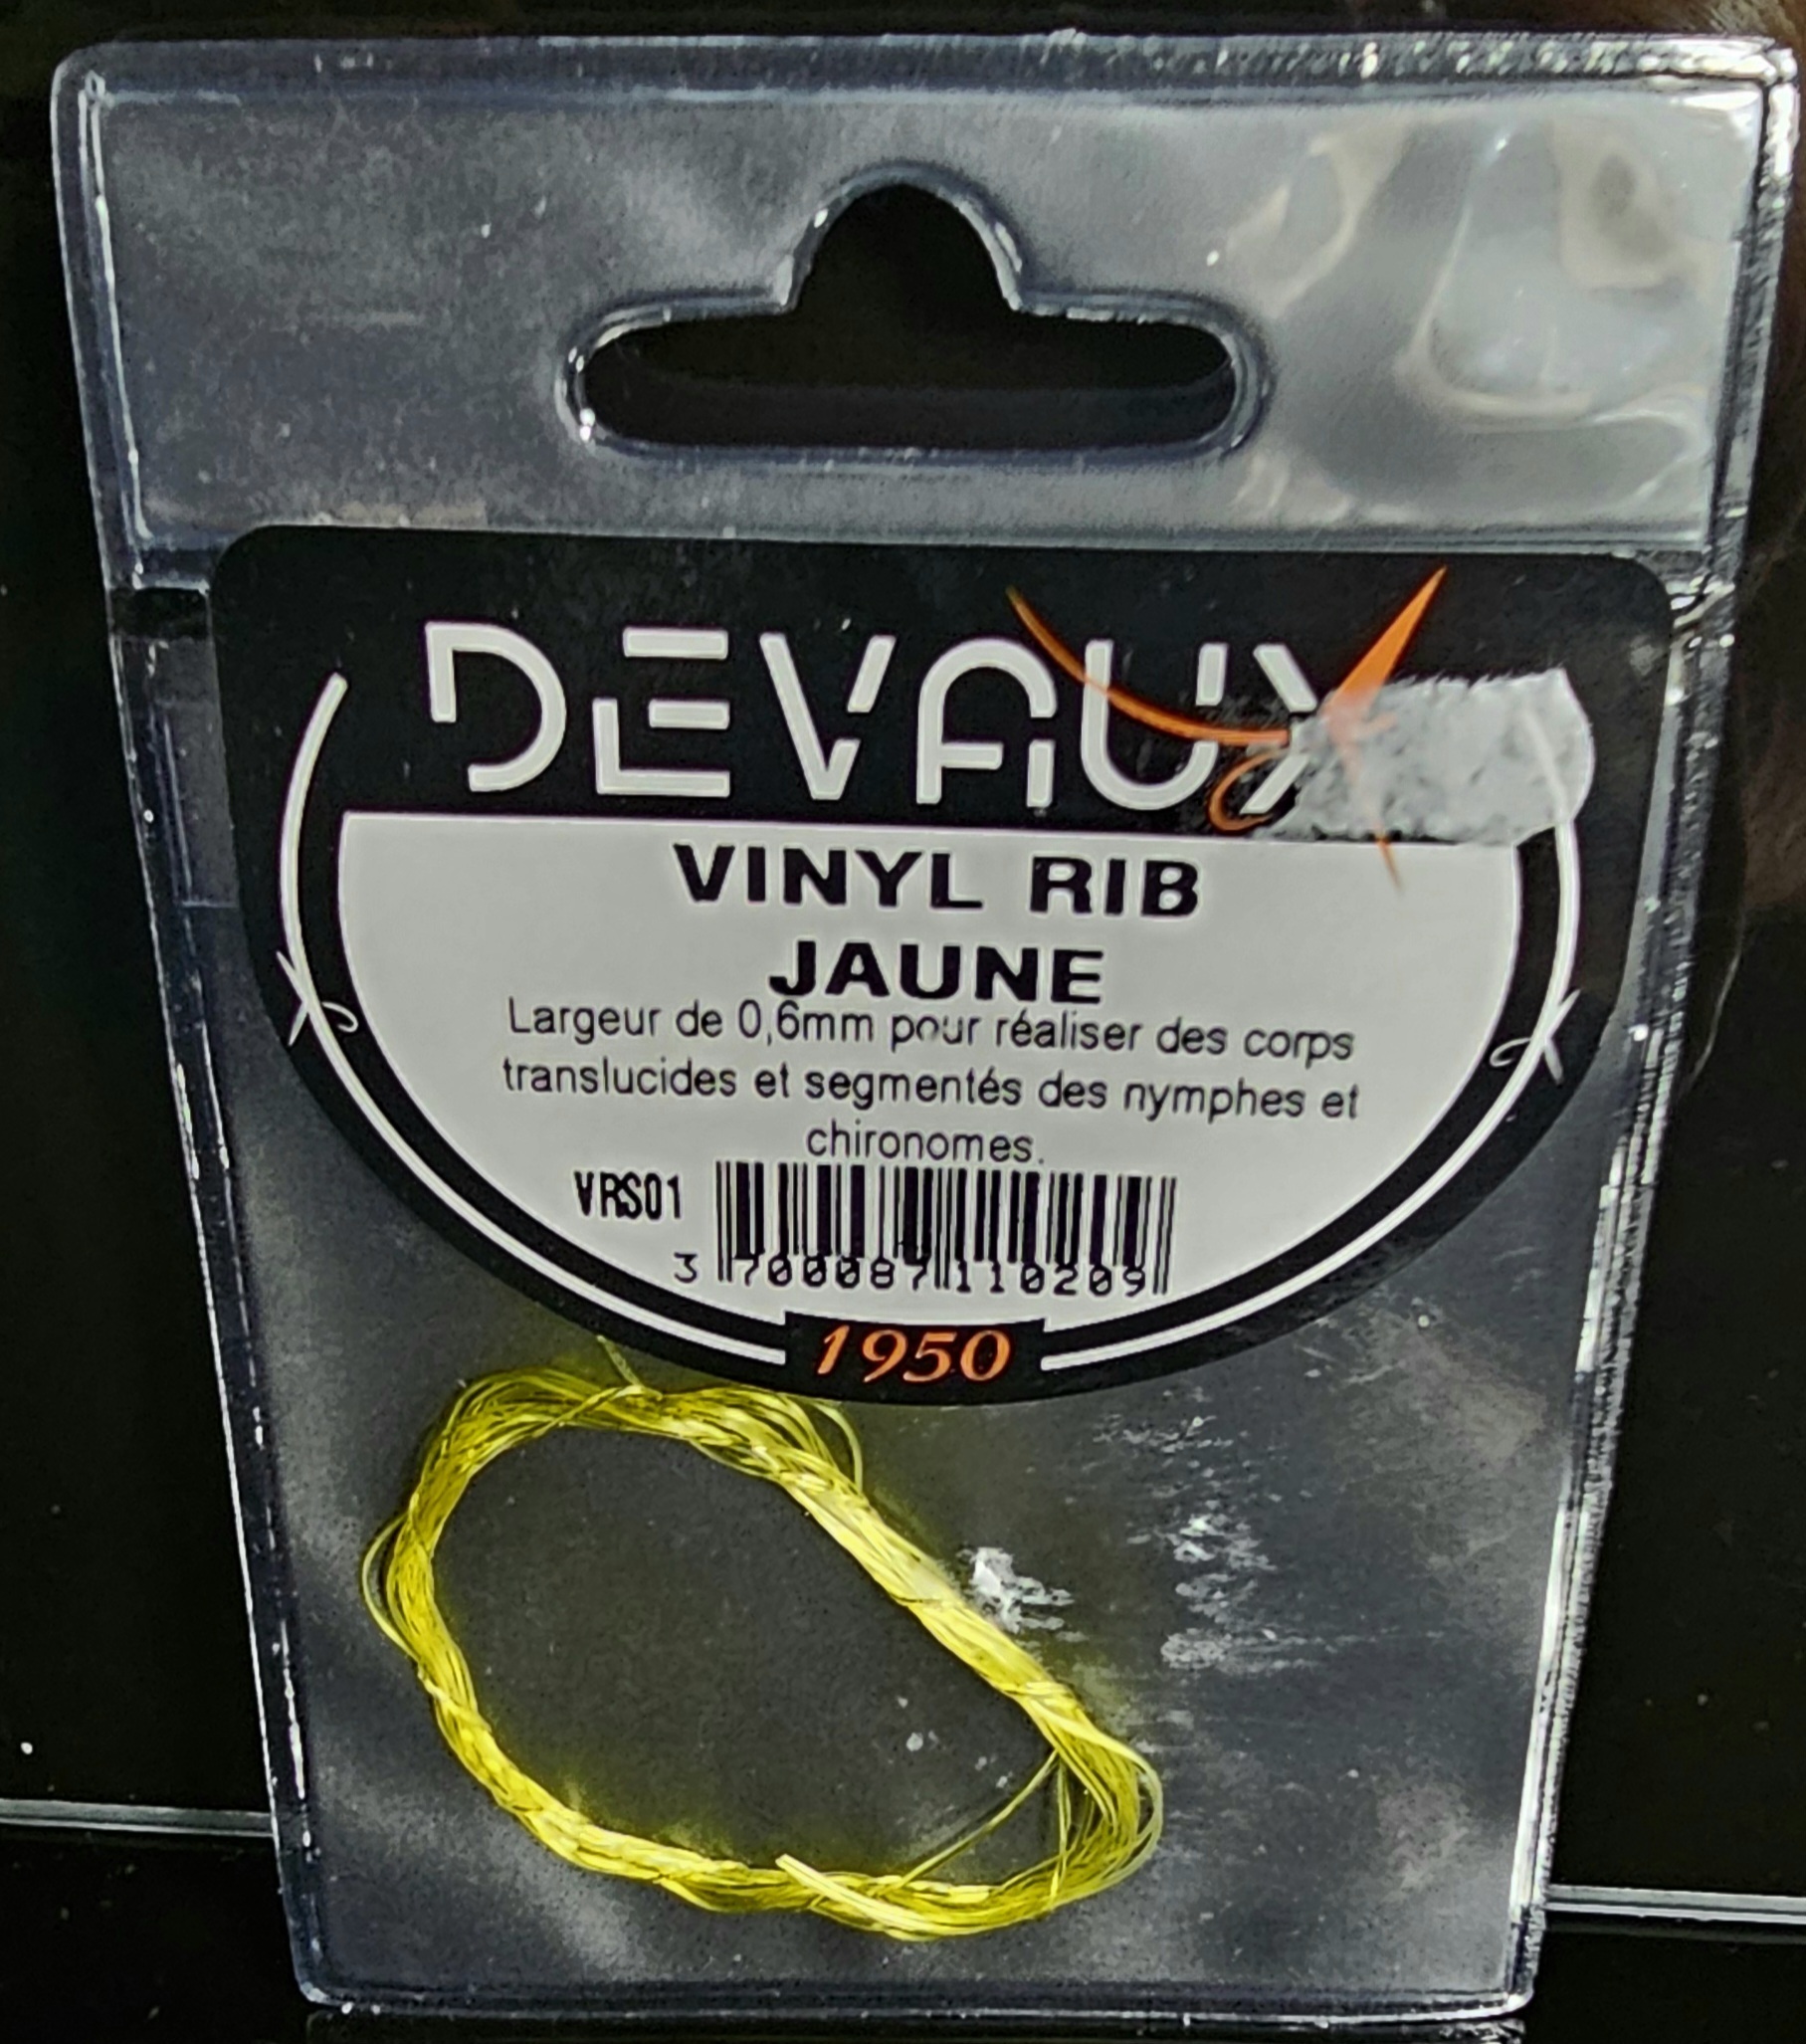 DEVAUX
VINYL RIB
JAUNE
Largeur de 0,6mm pour réaliser des corps
translucides et segmentés des nymphes et
chironomes.
VRS01
3 700087 110209
1950